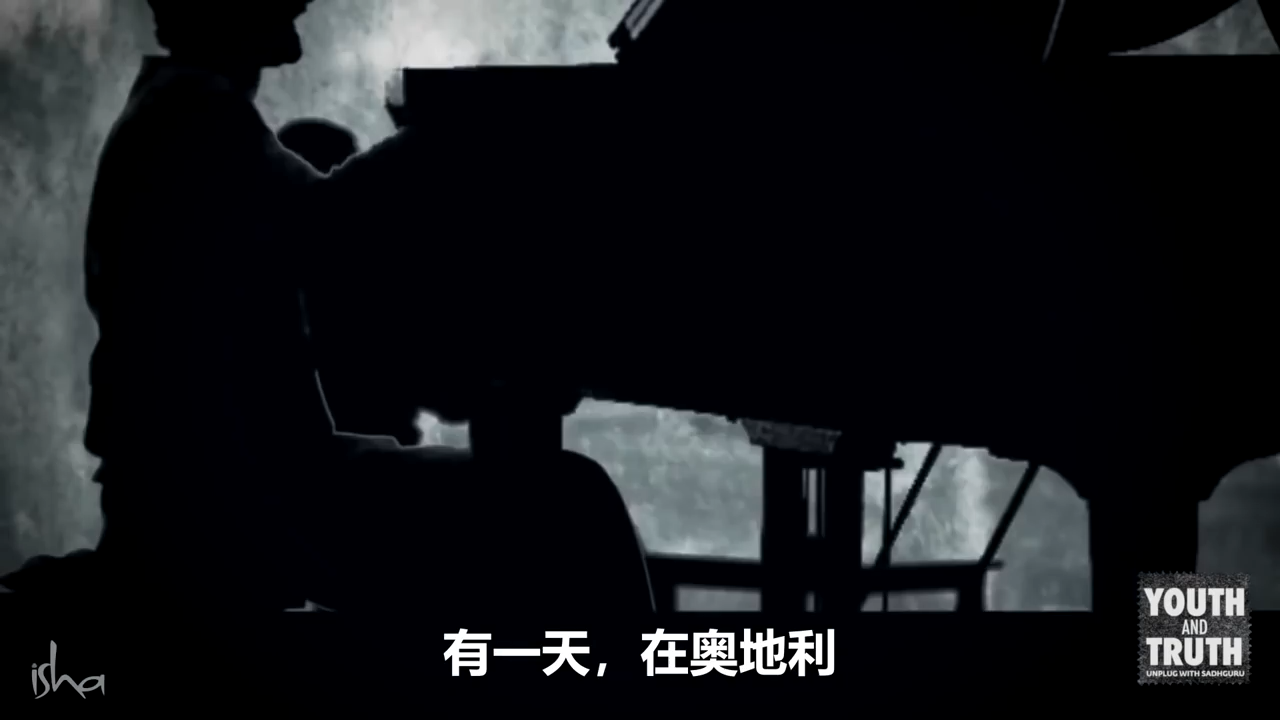 有一天，在奥地利
isha
YOUTH
AND
TRUTH
UNPLUG WITH SADHGURU